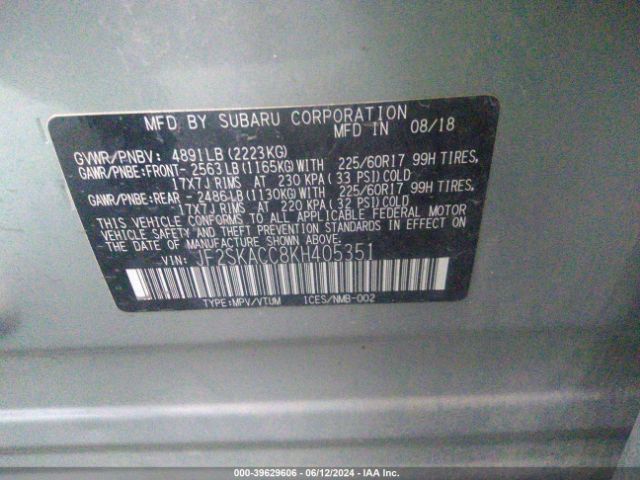 MFD BY SUBARU CORPORATION
MFD IN 08/18
GVWR/PNBV: 4891LB(2223KG)
GAWR/PNBE:FRONT- 2563LB(1165KG)WITH 225/60R17 99H TIRES,
17X7J RIMS AT 230 KPA(33 PSI)COLD
GAWR/PNBE:REAR - 2486LB(1130KG)WITH 225/60R17 99H TIRES,
17X7J RIMS AT 220 KPA(32 PSI)COLD.
THIS VEHICLE CONFORMS TO ALL APPLICABLE FEDERAL MOTOR
VEHICLE SAFETY AND THEFT PREVENTION STANDARDS IN EFFECT ON
THE DATE OF MANUFACTURE SHOWN ABOVE.
VIN: JF2SKACC8KH405351
TYPE:MPV/VTUM ICES/NMB-002
000-39629606 - 06/12/2024 - IAA Inc.